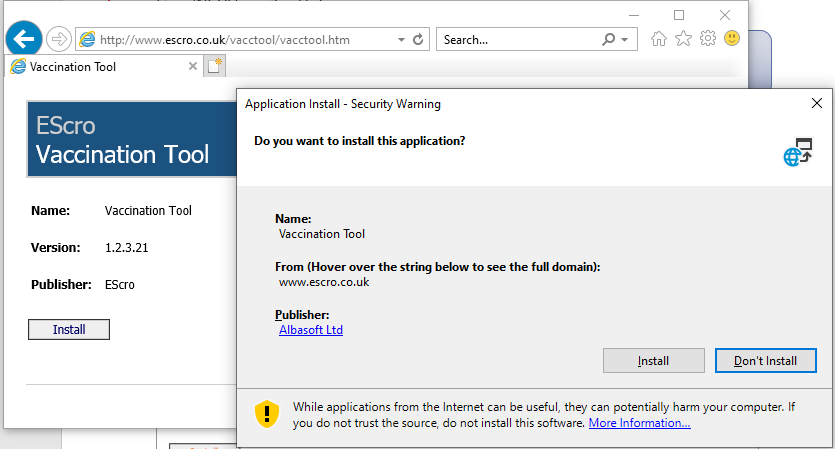 http://www.escro.co.uk/vacctool/vacctool.htm
Search...
Vaccination Tool
EScro
Vaccination Tool
Name: Vaccination Tool
Version: 1.2.3.21
Publisher: EScro
Install
Application Install - Security Warning
Do you want to install this application?
Name:
Vaccination Tool
From (Hover over the string below to see the full domain):
www.escro.co.uk
Publisher:
Albasoft Ltd
Install Don't Install
While applications from the Internet can be useful, they can potentially harm your computer. If
you do not trust the source, do not install this software. More Information...